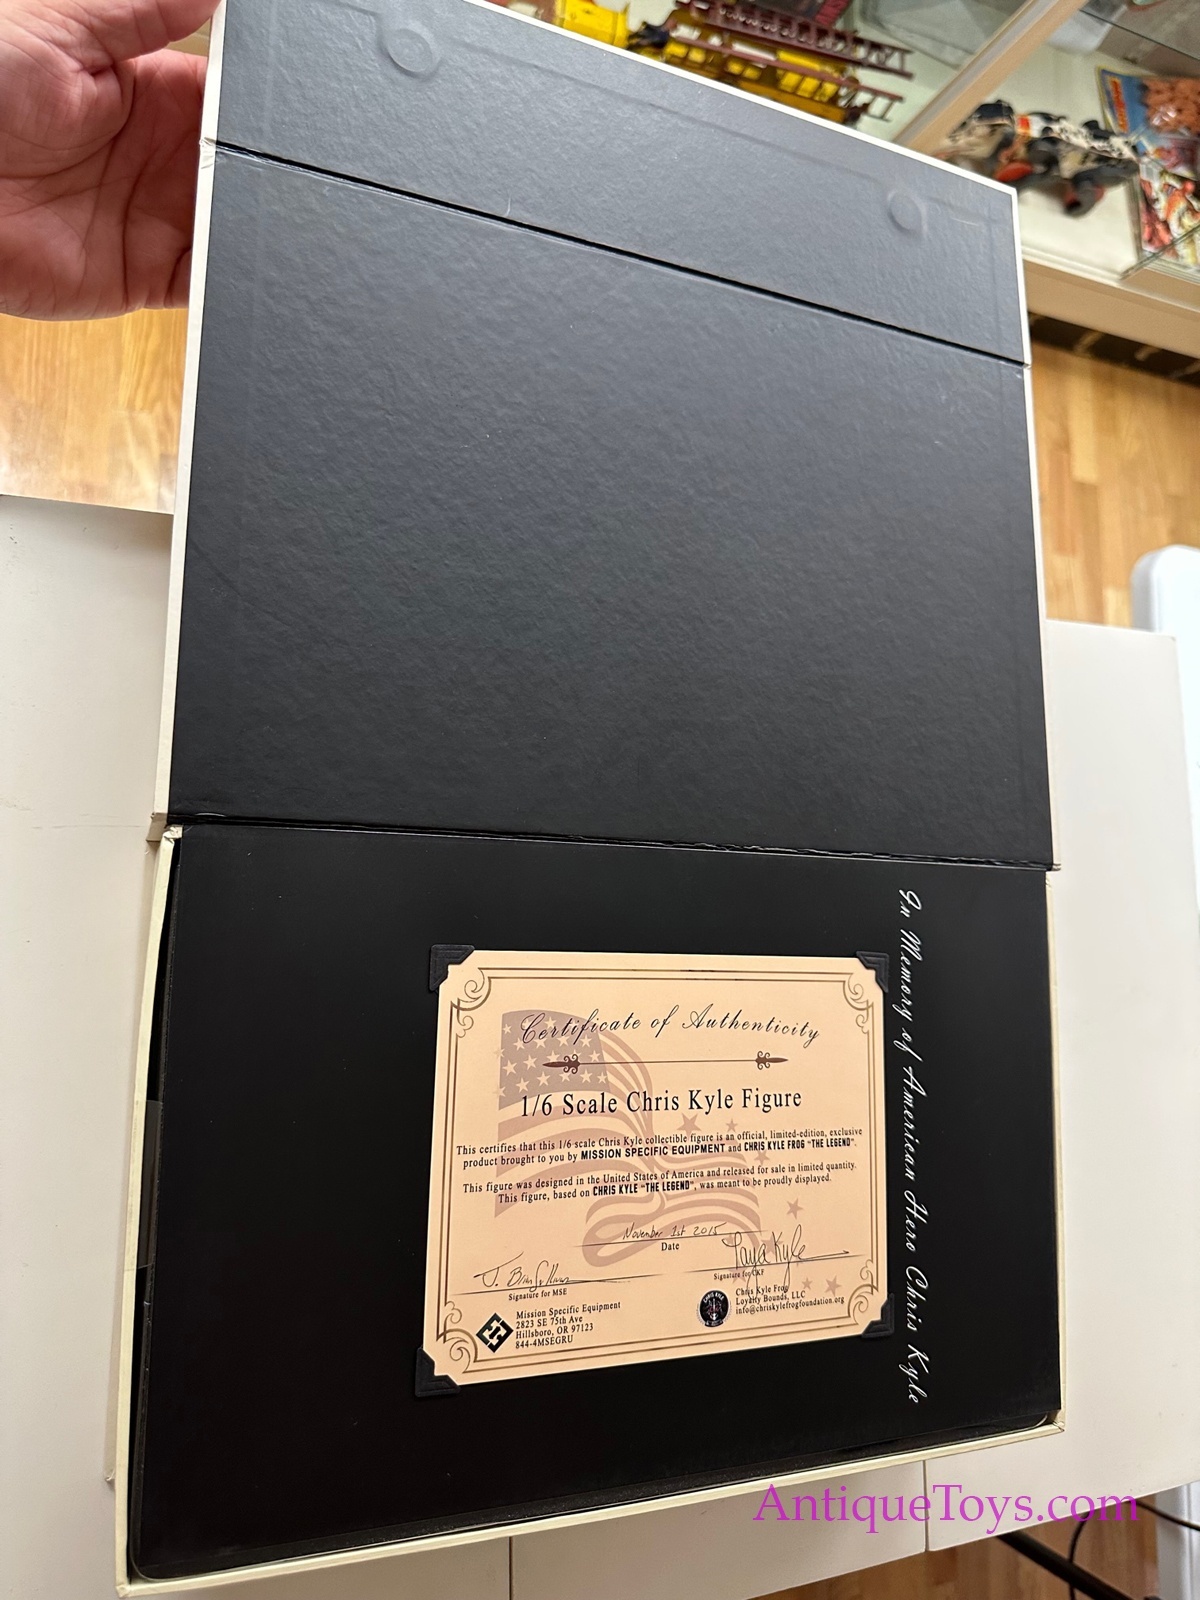 In Memory of American Hero Chris Kyle
Certificate of Authenticity
1/6 Scale Chris Kyle Figure
This certifies that this 1/6 scale Chris Kyle collectible figure is an official, limited-edition, exclusive
product brought to you by MISSION SPECIFIC EQUIPMENT and CHRIS KYLE FROG "THE LEGEND".
This figure was designed in the United States of America and released for sale in limited quantity.
This figure, based on CHRIS KYLE "THE LEGEND", was meant to be proudly displayed.
November 1st 2015
Date
Signature for MSE
Mission Specific Equipment
2823 SE 75th Ave
Hillsboro, OR 97123
844-4MSEGRU
Taya Kyle
Signature for CKF
CHRIS KYLE
Chris Kyle Frog
Loyalty Bounds, LLC
info@chriskylefrogfoundation.org
AntiqueToys.com